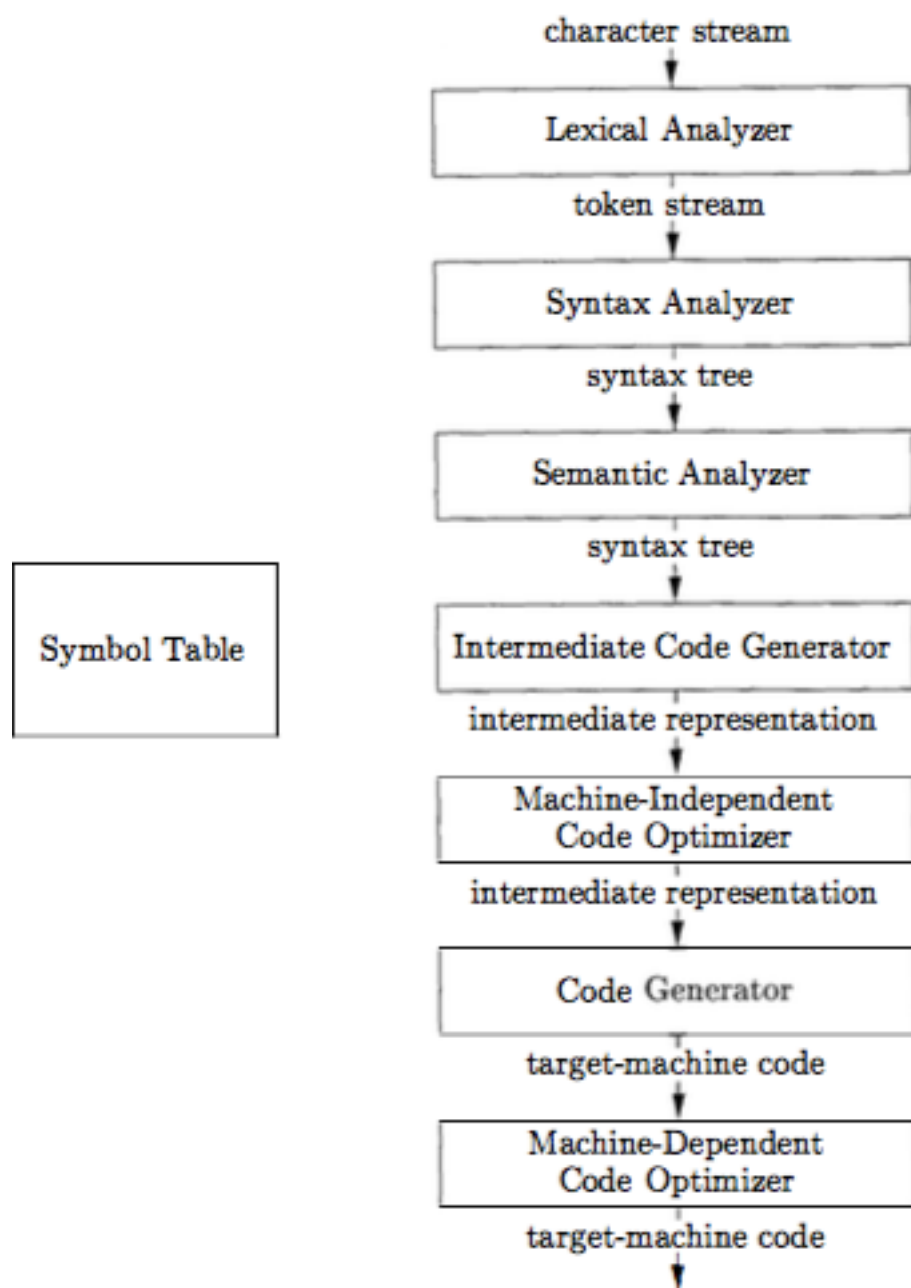 character stream
Lexical Analyzer
token stream
Syntax Analyzer
syntax tree
Semantic Analyzer
syntax tree
Symbol Table
Intermediate Code Generator
intermediate representation
Machine-Independent
Code Optimizer
intermediate representation
Code Generator
target-machine code
Machine-Dependent
Code Optimizer
target-machine code